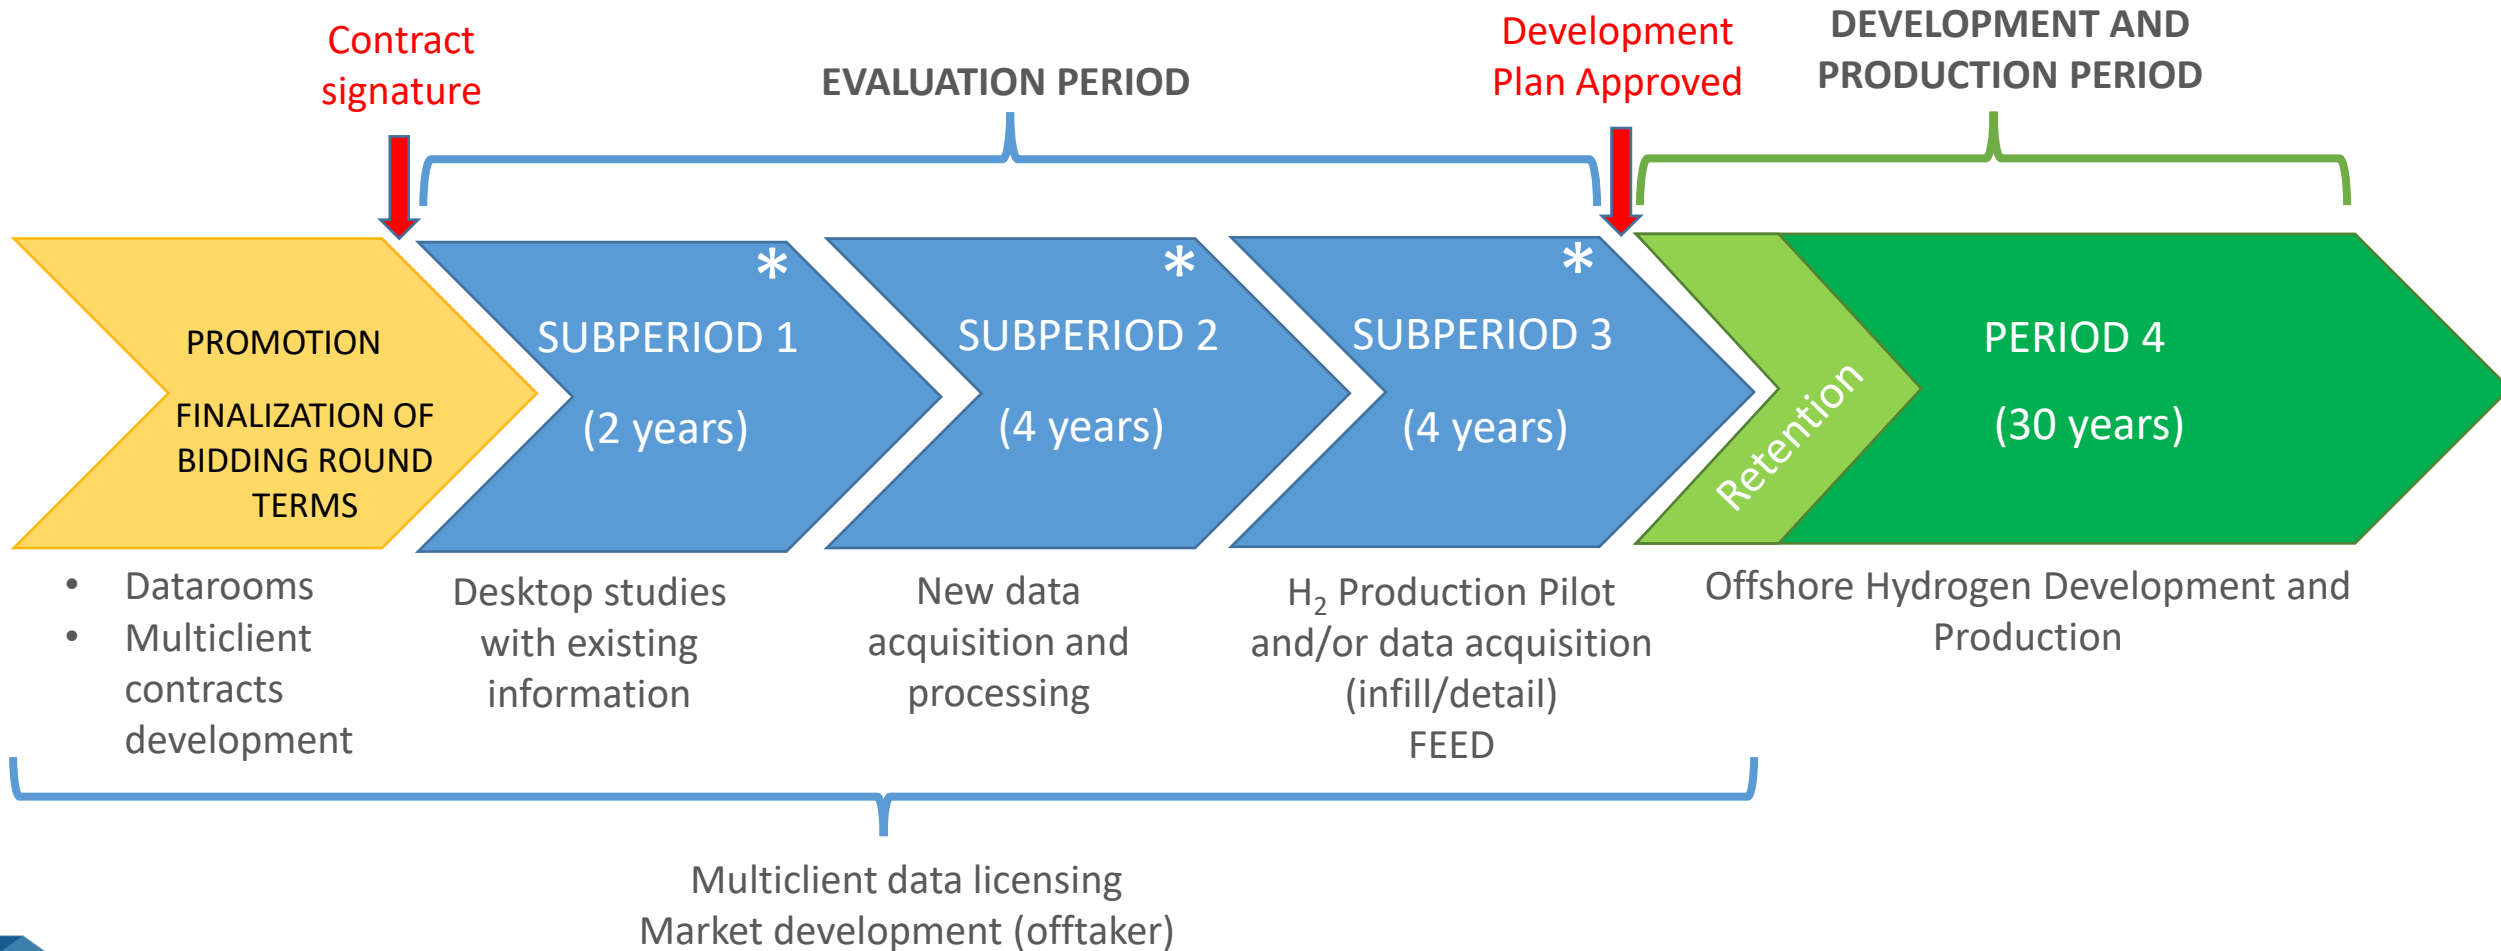 Contract
signature
EVALUATION PERIOD
Development
Plan Approved
DEVELOPMENT AND
PRODUCTION PERIOD
PROMOTION
FINALIZATION OF
BIDDING ROUND
TERMS
*
SUBPERIOD 1
(2 years)
*
SUBPERIOD 2
(4 years)
*
SUBPERIOD 3
(4 years)
Retention
PERIOD 4
(30 years)
• Datarooms
• Multiclient
contracts
development
Desktop studies
with existing
information
New data
acquisition and
processing
H₂ Production Pilot
and/or data acquisition
(infill/detail)
FEED
Offshore Hydrogen Development and
Production
Multiclient data licensing
Market development (offtaker)